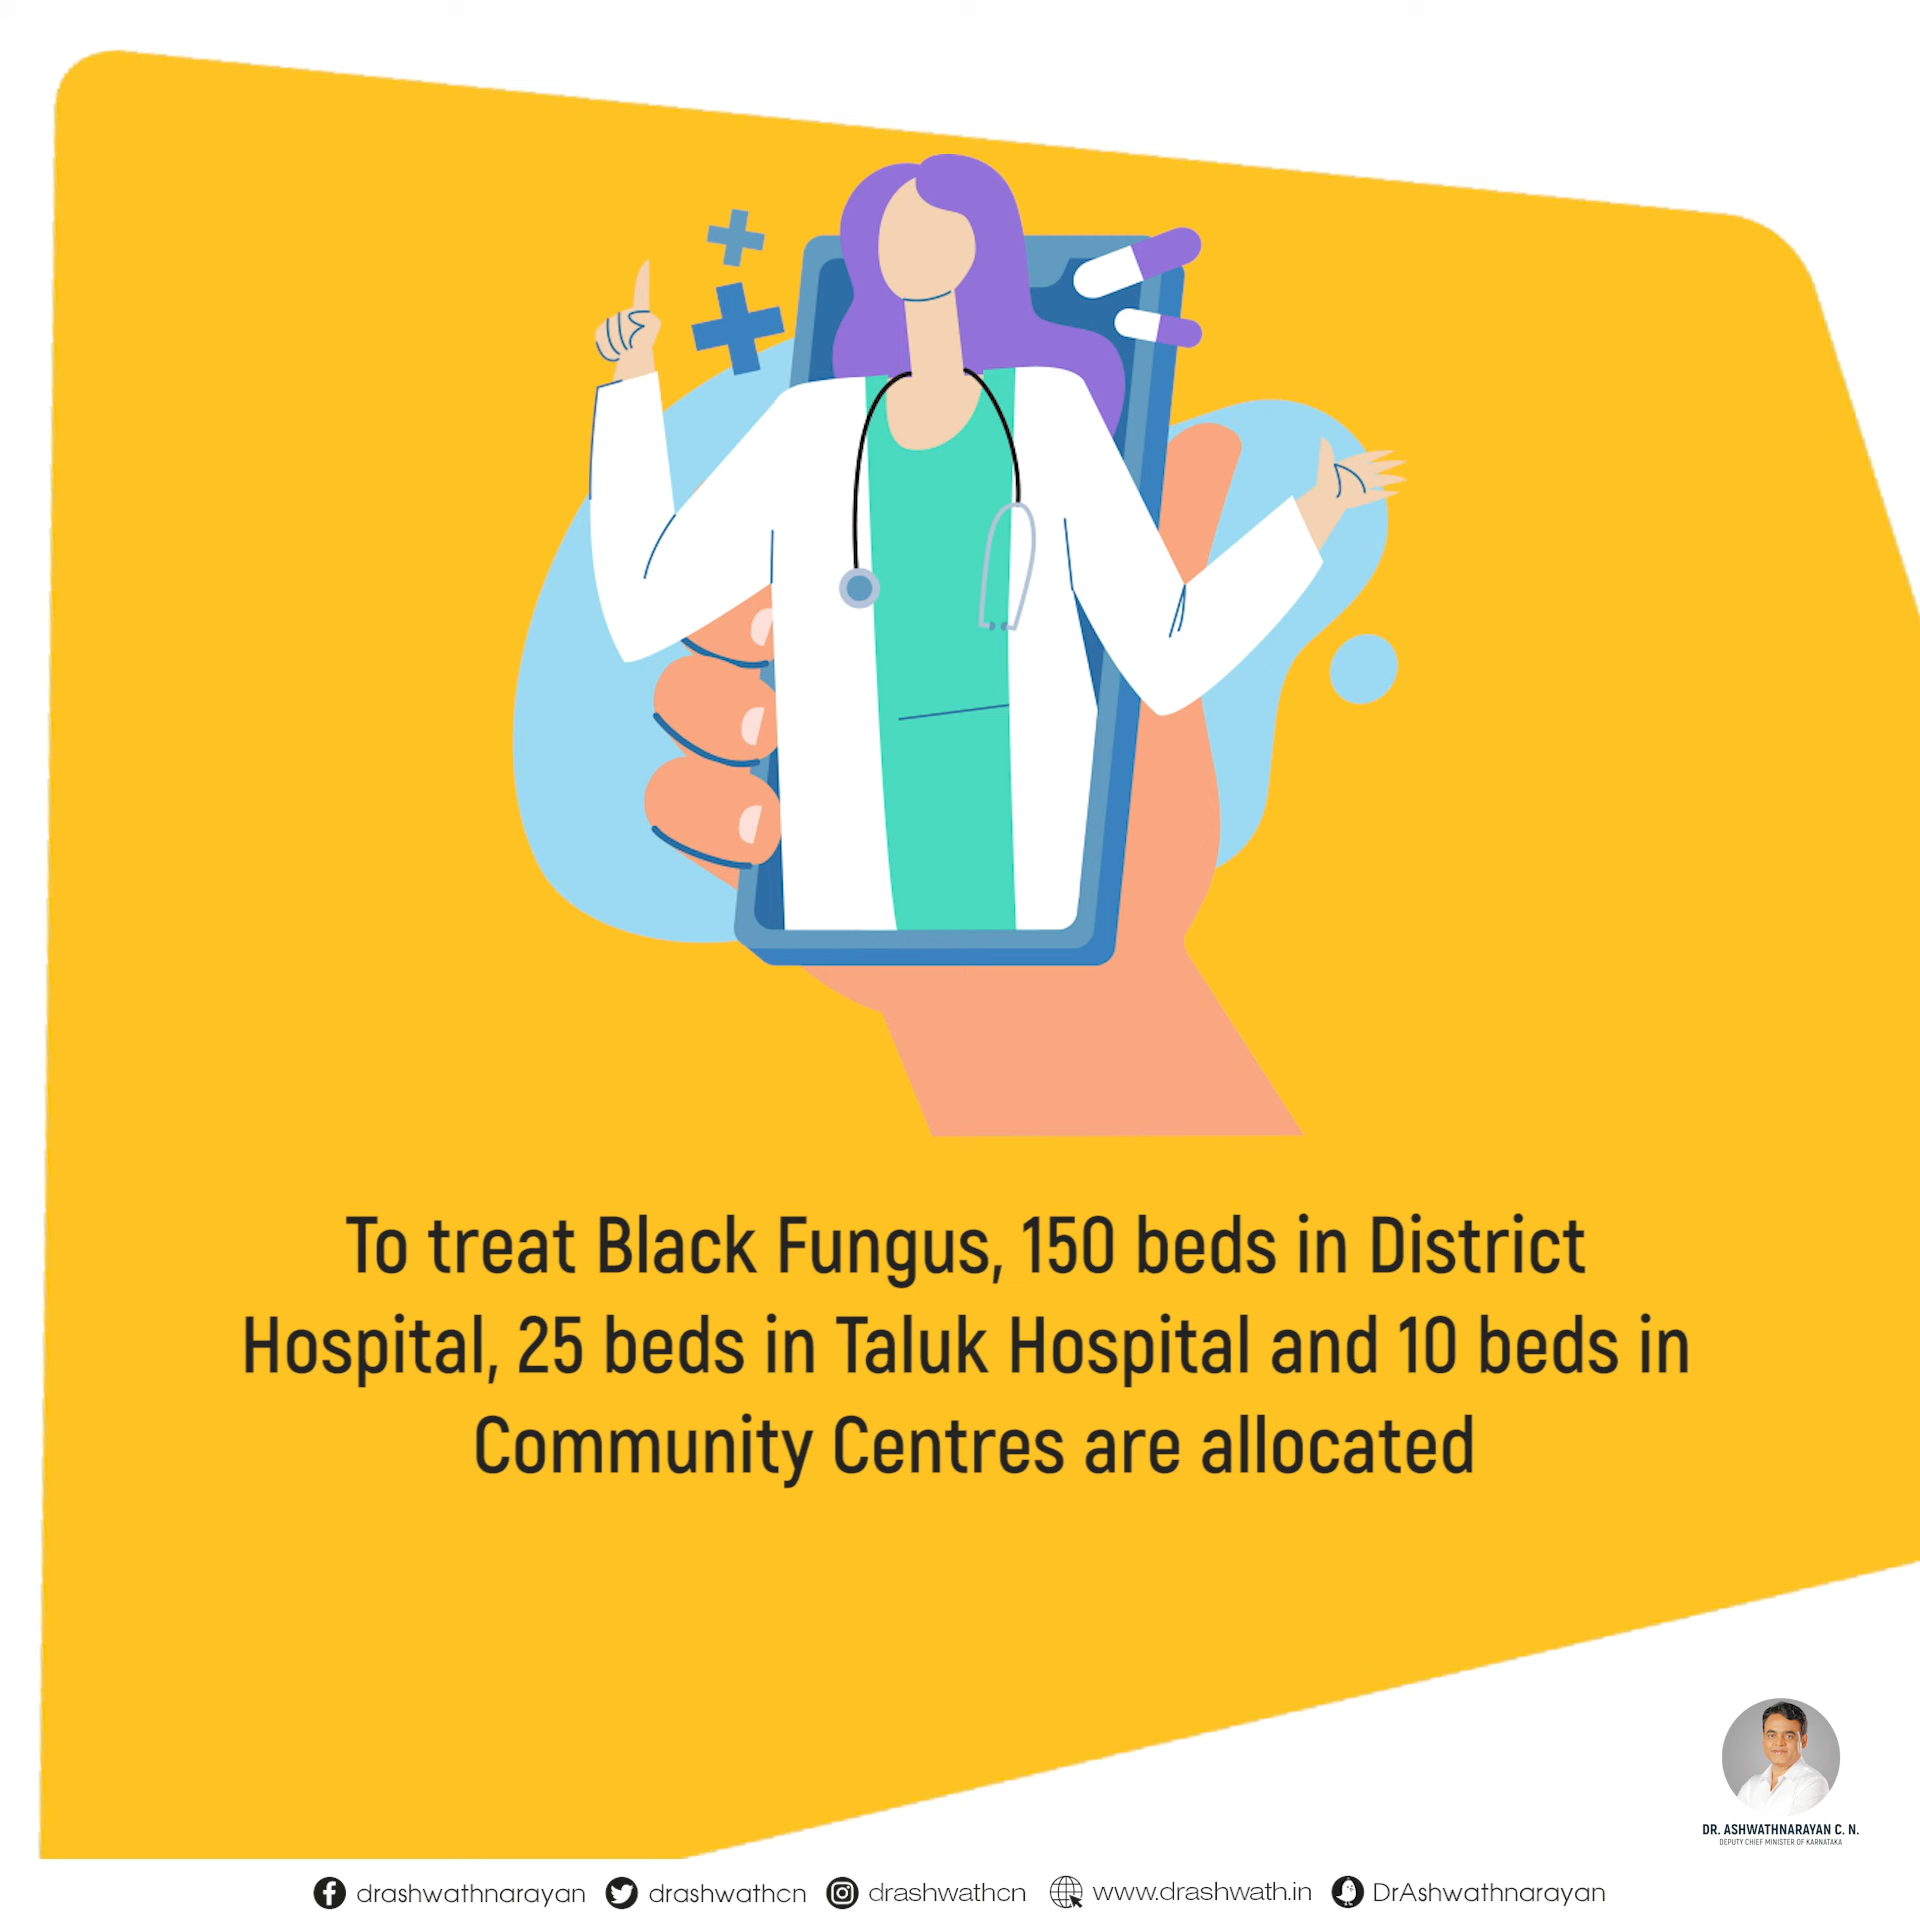 To treat Black Fungus, 150 beds in District
Hospital, 25 beds in Taluk Hospital and 10 beds in
Community Centres are allocated
DR. ASHWATHNARAYAN C. N.
DEPUTY CHIEF MINISTER OF KARNATAKA
drashwathnarayan drashwathcn drashwathcn www.drashwath.in DrAshwathnarayan